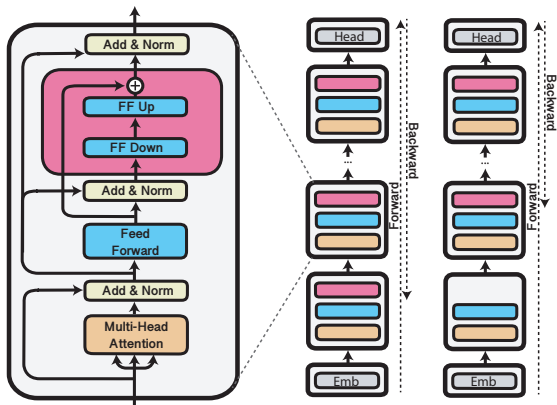 Add & Norm
+
FF Up
FF Down
Add & Norm
Feed
Forward
Add & Norm
Multi-Head
Attention
Head
...
Emb
Forward
Backward
Head
...
Emb
Forward
Backward